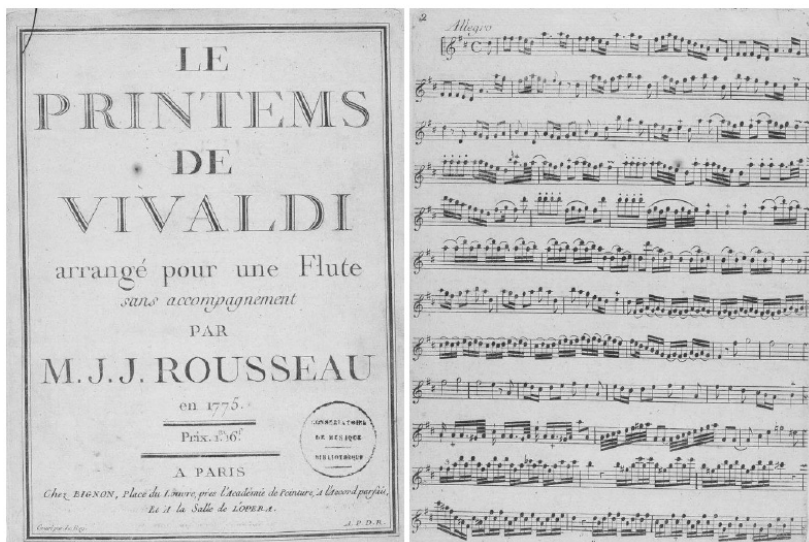 LE
PRINTEMS
DE
VIVALDI
arrangé pour une Flute
sans accompagnement
PAR
M.J.J. ROUSSEAU
en 1775.
Prix.
A PARIS
Chez BIGNON, Place du Louvre, près l'Académie de Peinture, à l'Accord parfait,
Et à la Salle de L'OPERA.
A.P.D.R.
CONSERVATOIRE
DE MUSIQUE
BIBLIOTHEQUE
2
Allegro